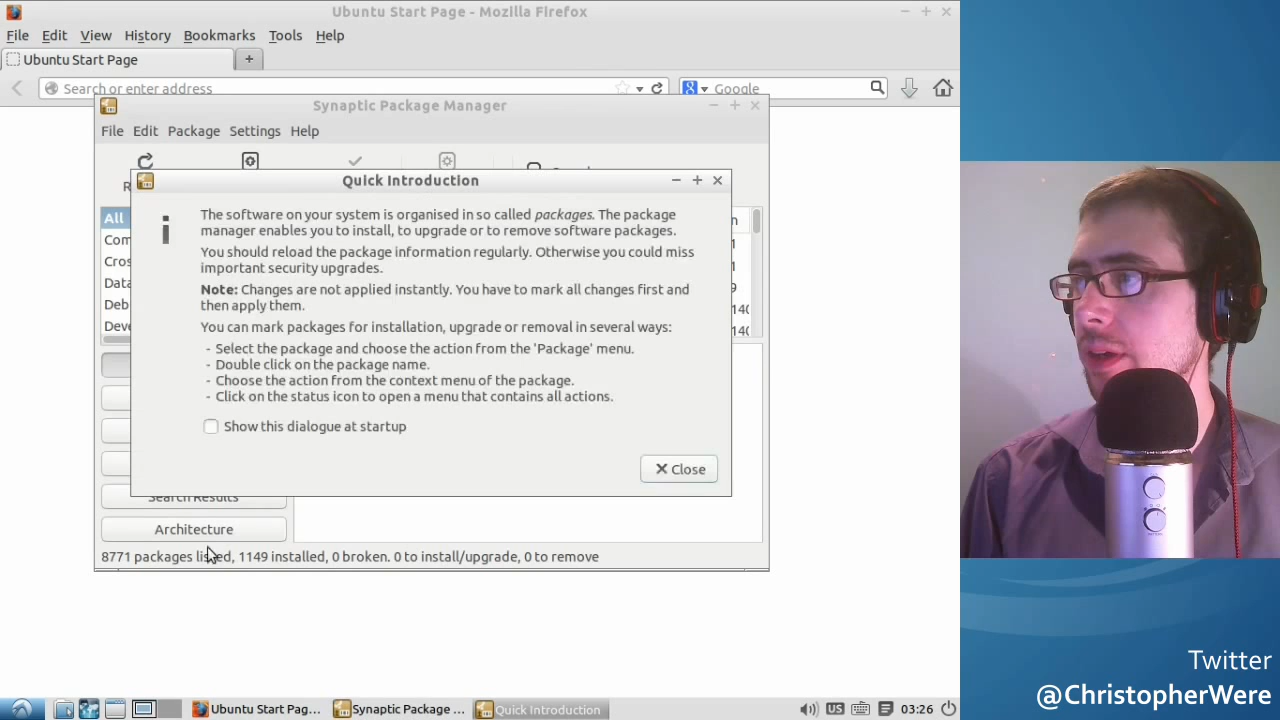 Ubuntu Start Page - Mozilla Firefox
File Edit View History Bookmarks Tools Help
Ubuntu Start Page +
Search or enter address
Google
Synaptic Package Manager
File Edit Package Settings Help
Quick Introduction
The software on your system is organised in so called packages. The package
manager enables you to install, to upgrade or to remove software packages.
You should reload the package information regularly. Otherwise you could miss
important security upgrades.
Note: Changes are not applied instantly. You have to mark all changes first and
then apply them.
You can mark packages for installation, upgrade or removal in several ways:
- Select the package and choose the action from the 'Package' menu.
- Double click on the package name.
- Choose the action from the context menu of the package.
- Click on the status icon to open a menu that contains all actions.
Show this dialogue at startup
Close
All
Com
Cros
Data
Deb
Deve
Search Results
Architecture
8771 packages listed, 1149 installed, 0 broken. 0 to install/upgrade, 0 to remove
Twitter
@ChristopherWere
Ubuntu Start Pag...
Synaptic Package ...
Quick Introduction
US
03:26